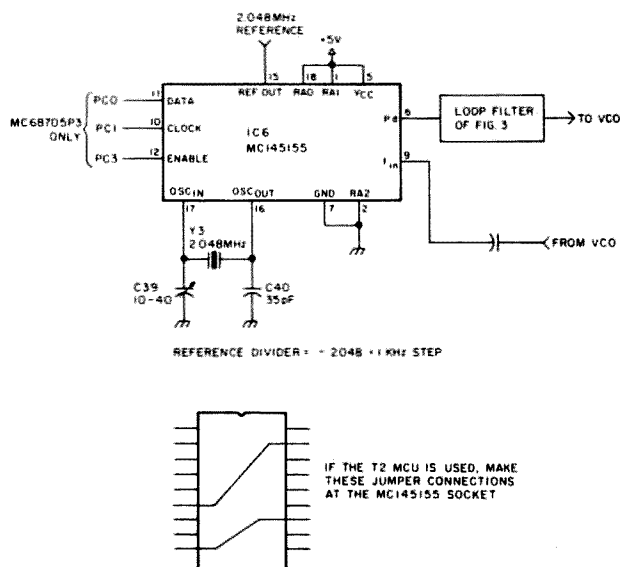 2.048MHz
REFERENCE
+5V
15
18
1
5
REF OUT
RA0
RA1
VCC
MC68705P3
ONLY
PC0
11
DATA
PC1
10
CLOCK
PC3
12
ENABLE
IC6
MC145155
Pd
6
LOOP FILTER
OF FIG. 3
TO VCO
fin
9
OSCIN
OSCOUT
GND
RA2
17
16
7
2
Y3
2.048MHz
FROM VCO
C39
10-40
C40
35pF
REFERENCE DIVIDER = ÷ 2048 = 1 KHz STEP
IF THE T2 MCU IS USED, MAKE
THESE JUMPER CONNECTIONS
AT THE MC145155 SOCKET